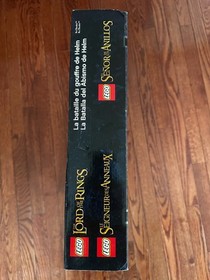 La bataille du gouffre de Helm
La Batalla del Abismo de Helm
LEGO
EL SEÑOR DE LOS ANILLOS
LEGO
THE LORD OF THE RINGS
LEGO
LE SEIGNEUR DES ANNEAUX